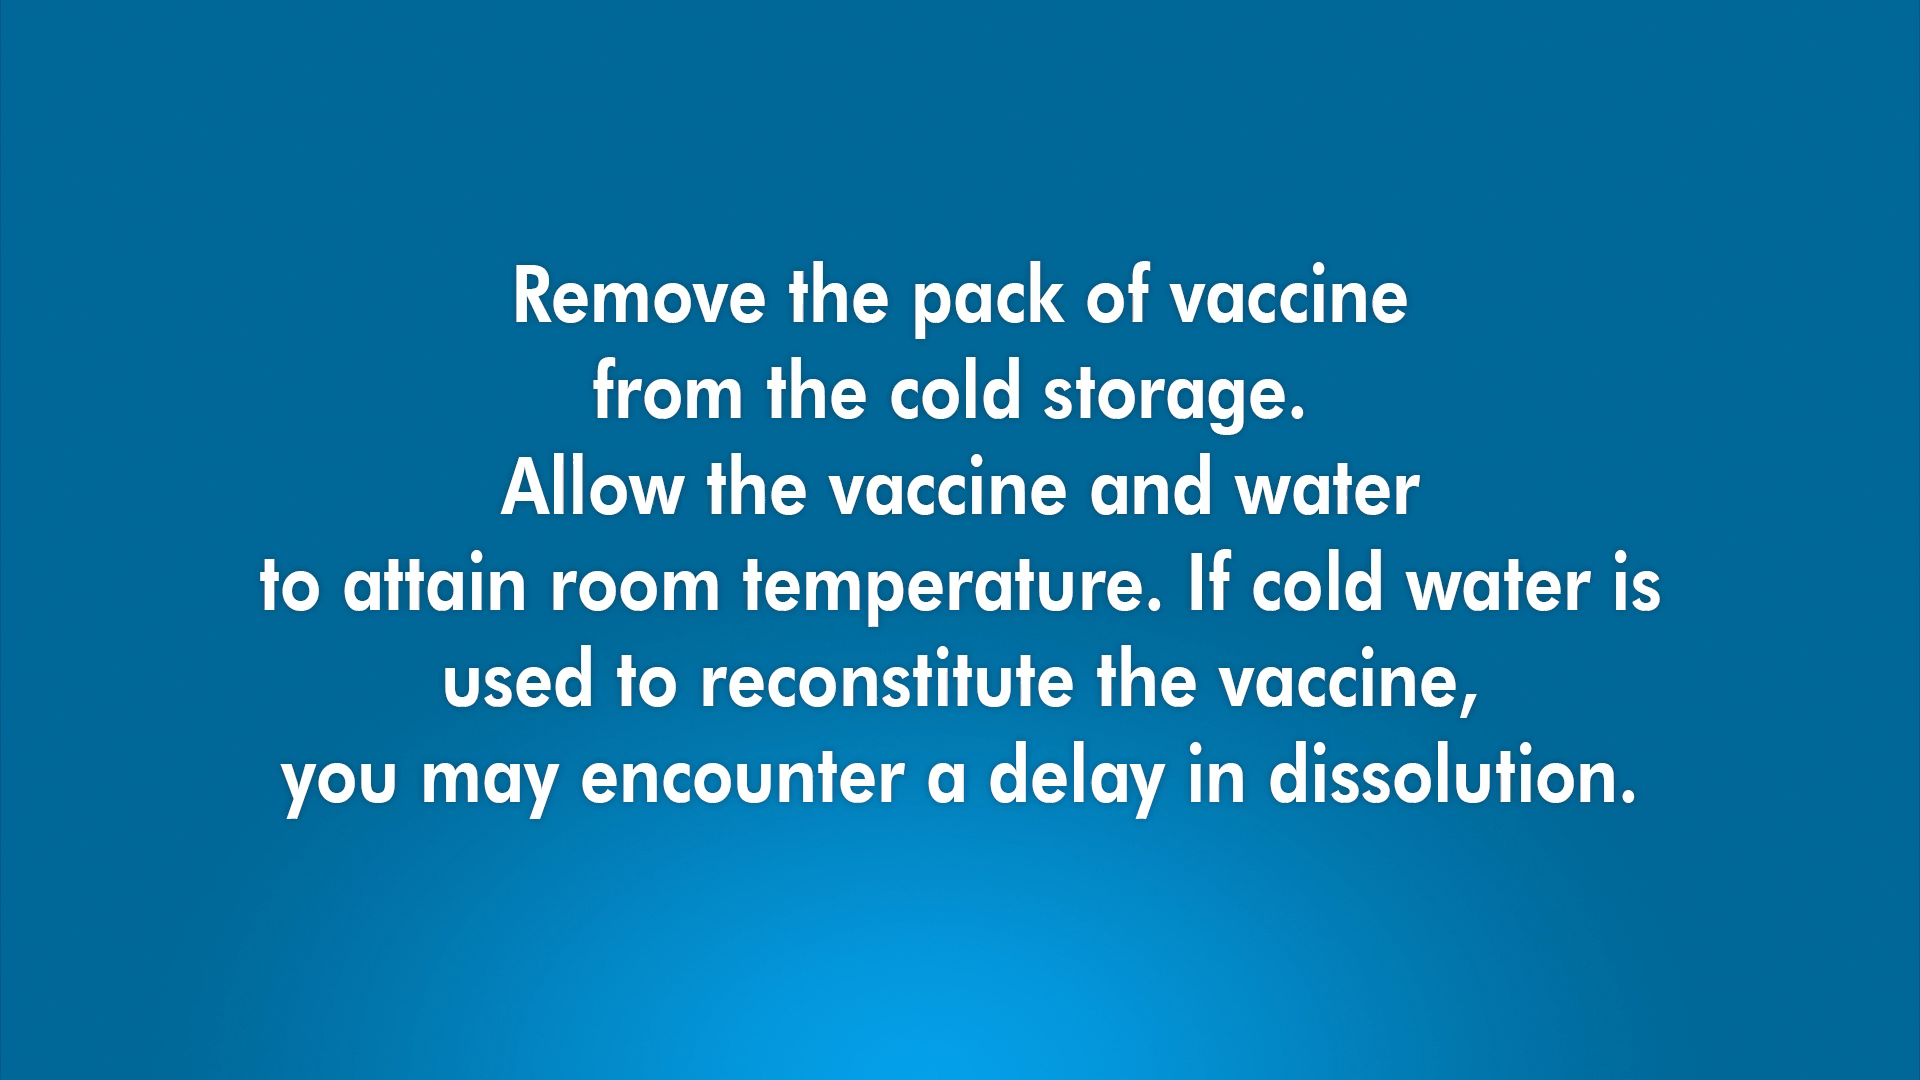 Remove the pack of vaccine
from the cold storage.
Allow the vaccine and water
to attain room temperature. If cold water is
used to reconstitute the vaccine,
you may encounter a delay in dissolution.